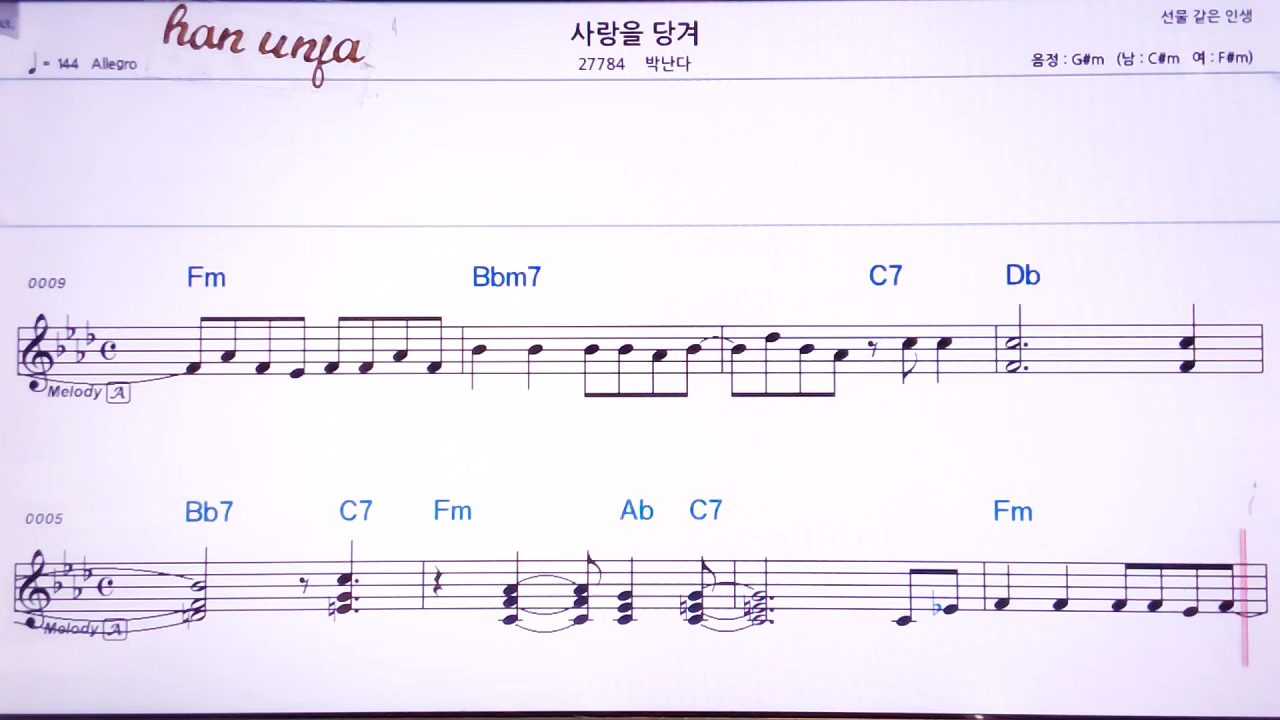 han unja
사랑을 당겨
선물 같은 인생
♩= 144 Allegro
27784 박난다
음정 : G#m (남 : C#m 여 : F#m)
0009
Fm Bbm7 C7 Db
Melody A
0005
Bb7 C7 Fm Ab C7 Fm
Melody A